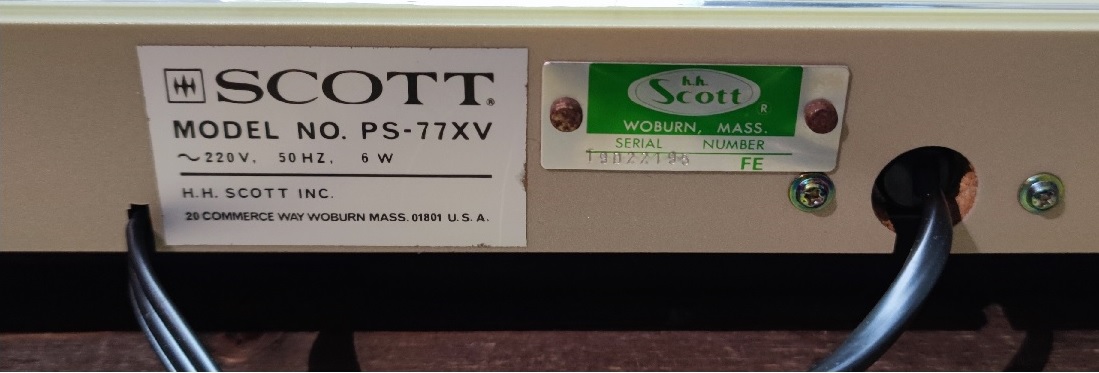 SCOTT®
MODEL NO. PS-77XV
~220V, 50HZ, 6 W
H.H. SCOTT INC.
20 COMMERCE WAY WOBURN MASS. 01801 U.S.A.
h.h.
Scott ®
WOBURN, MASS.
SERIAL NUMBER
FE